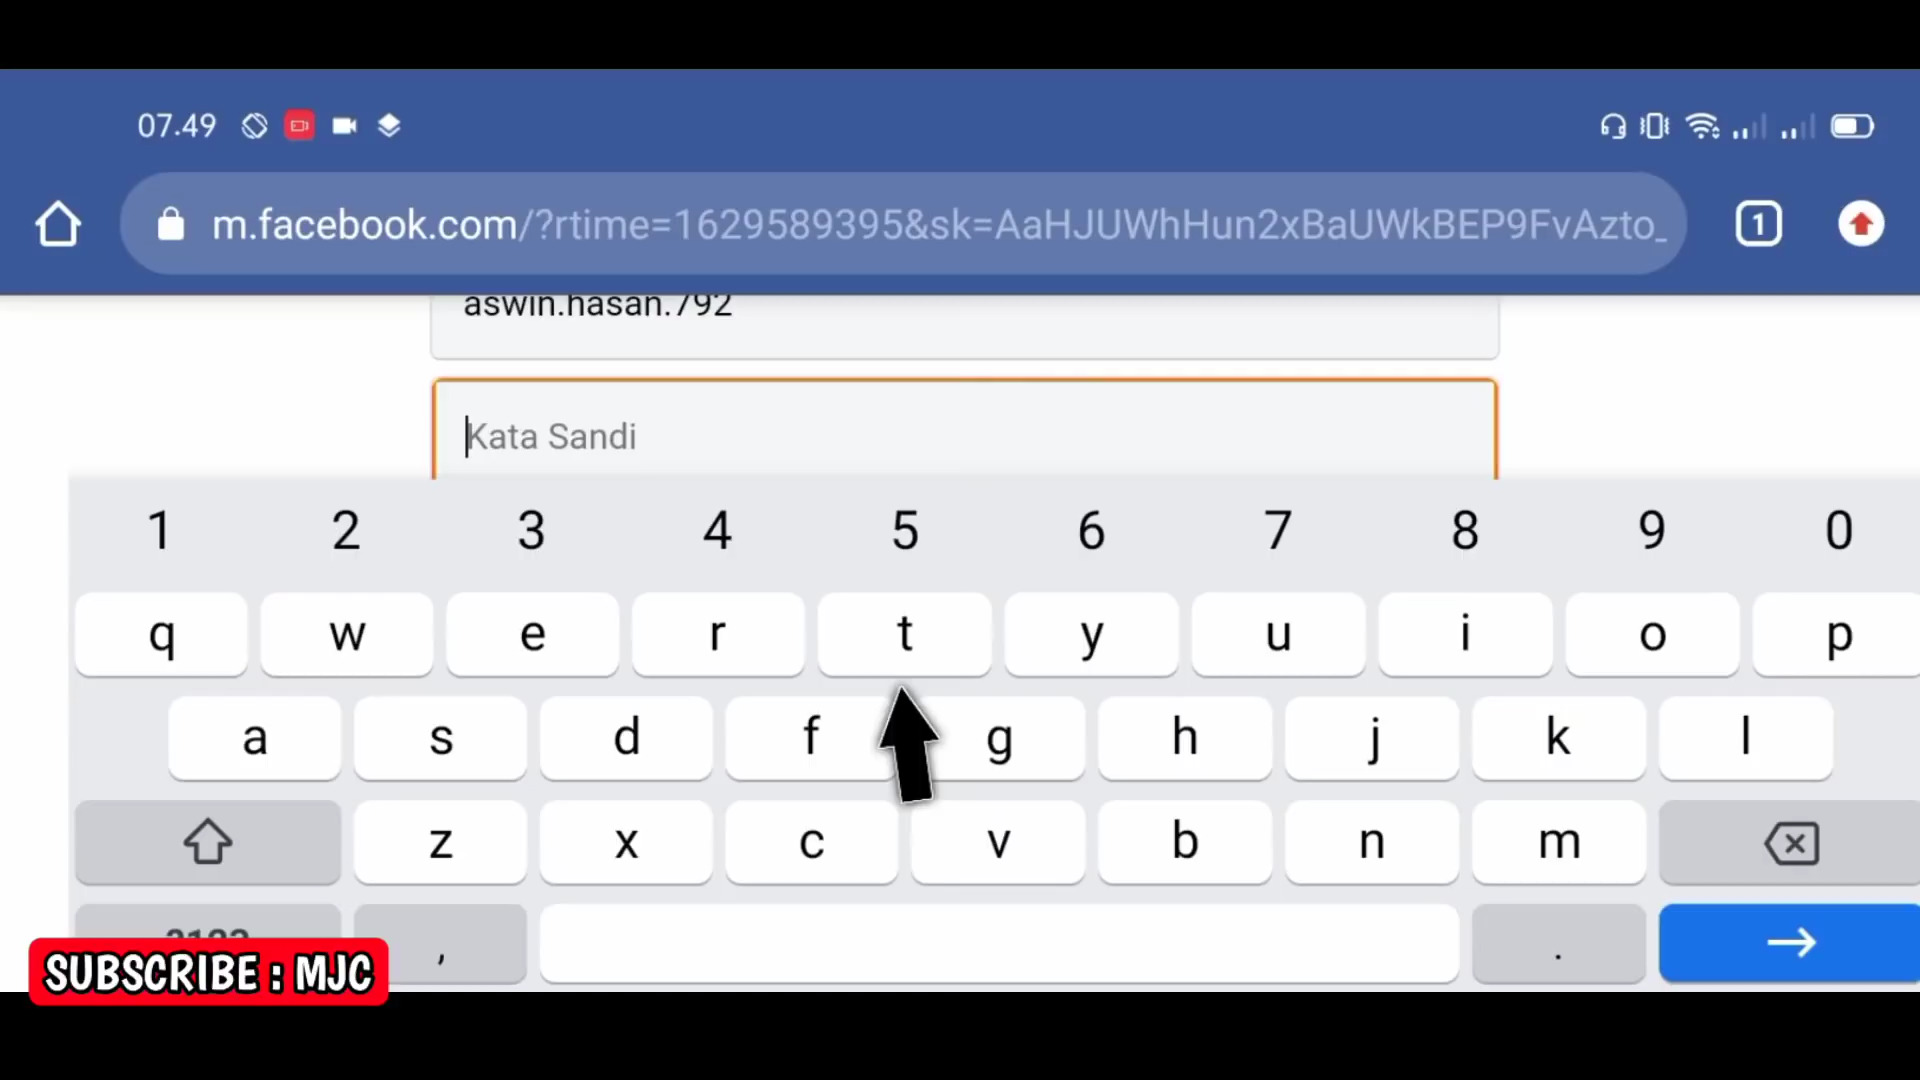 07.49
m.facebook.com/?rtime=1629589395&sk=AaHJUWhHun2xBaUWkBEP9FvAzto_
1
aswin.hasan.792
Kata Sandi
1 2 3 4 5 6 7 8 9 0
q w e r t y u i o p
a s d f g h j k l
z x c v b n m
, .
SUBSCRIBE : MJC